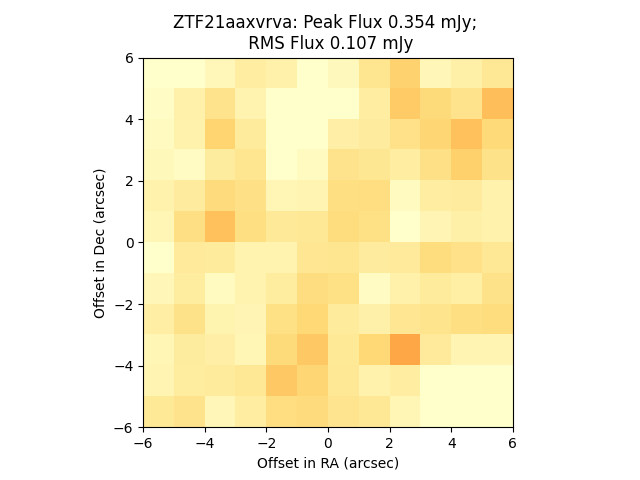 ZTF21aaxvrva: Peak Flux 0.354 mJy;
RMS Flux 0.107 mJy
6
4
2
0
−2
−4
−6
Offset in Dec (arcsec)
−6 −4 −2 0 2 4 6
Offset in RA (arcsec)